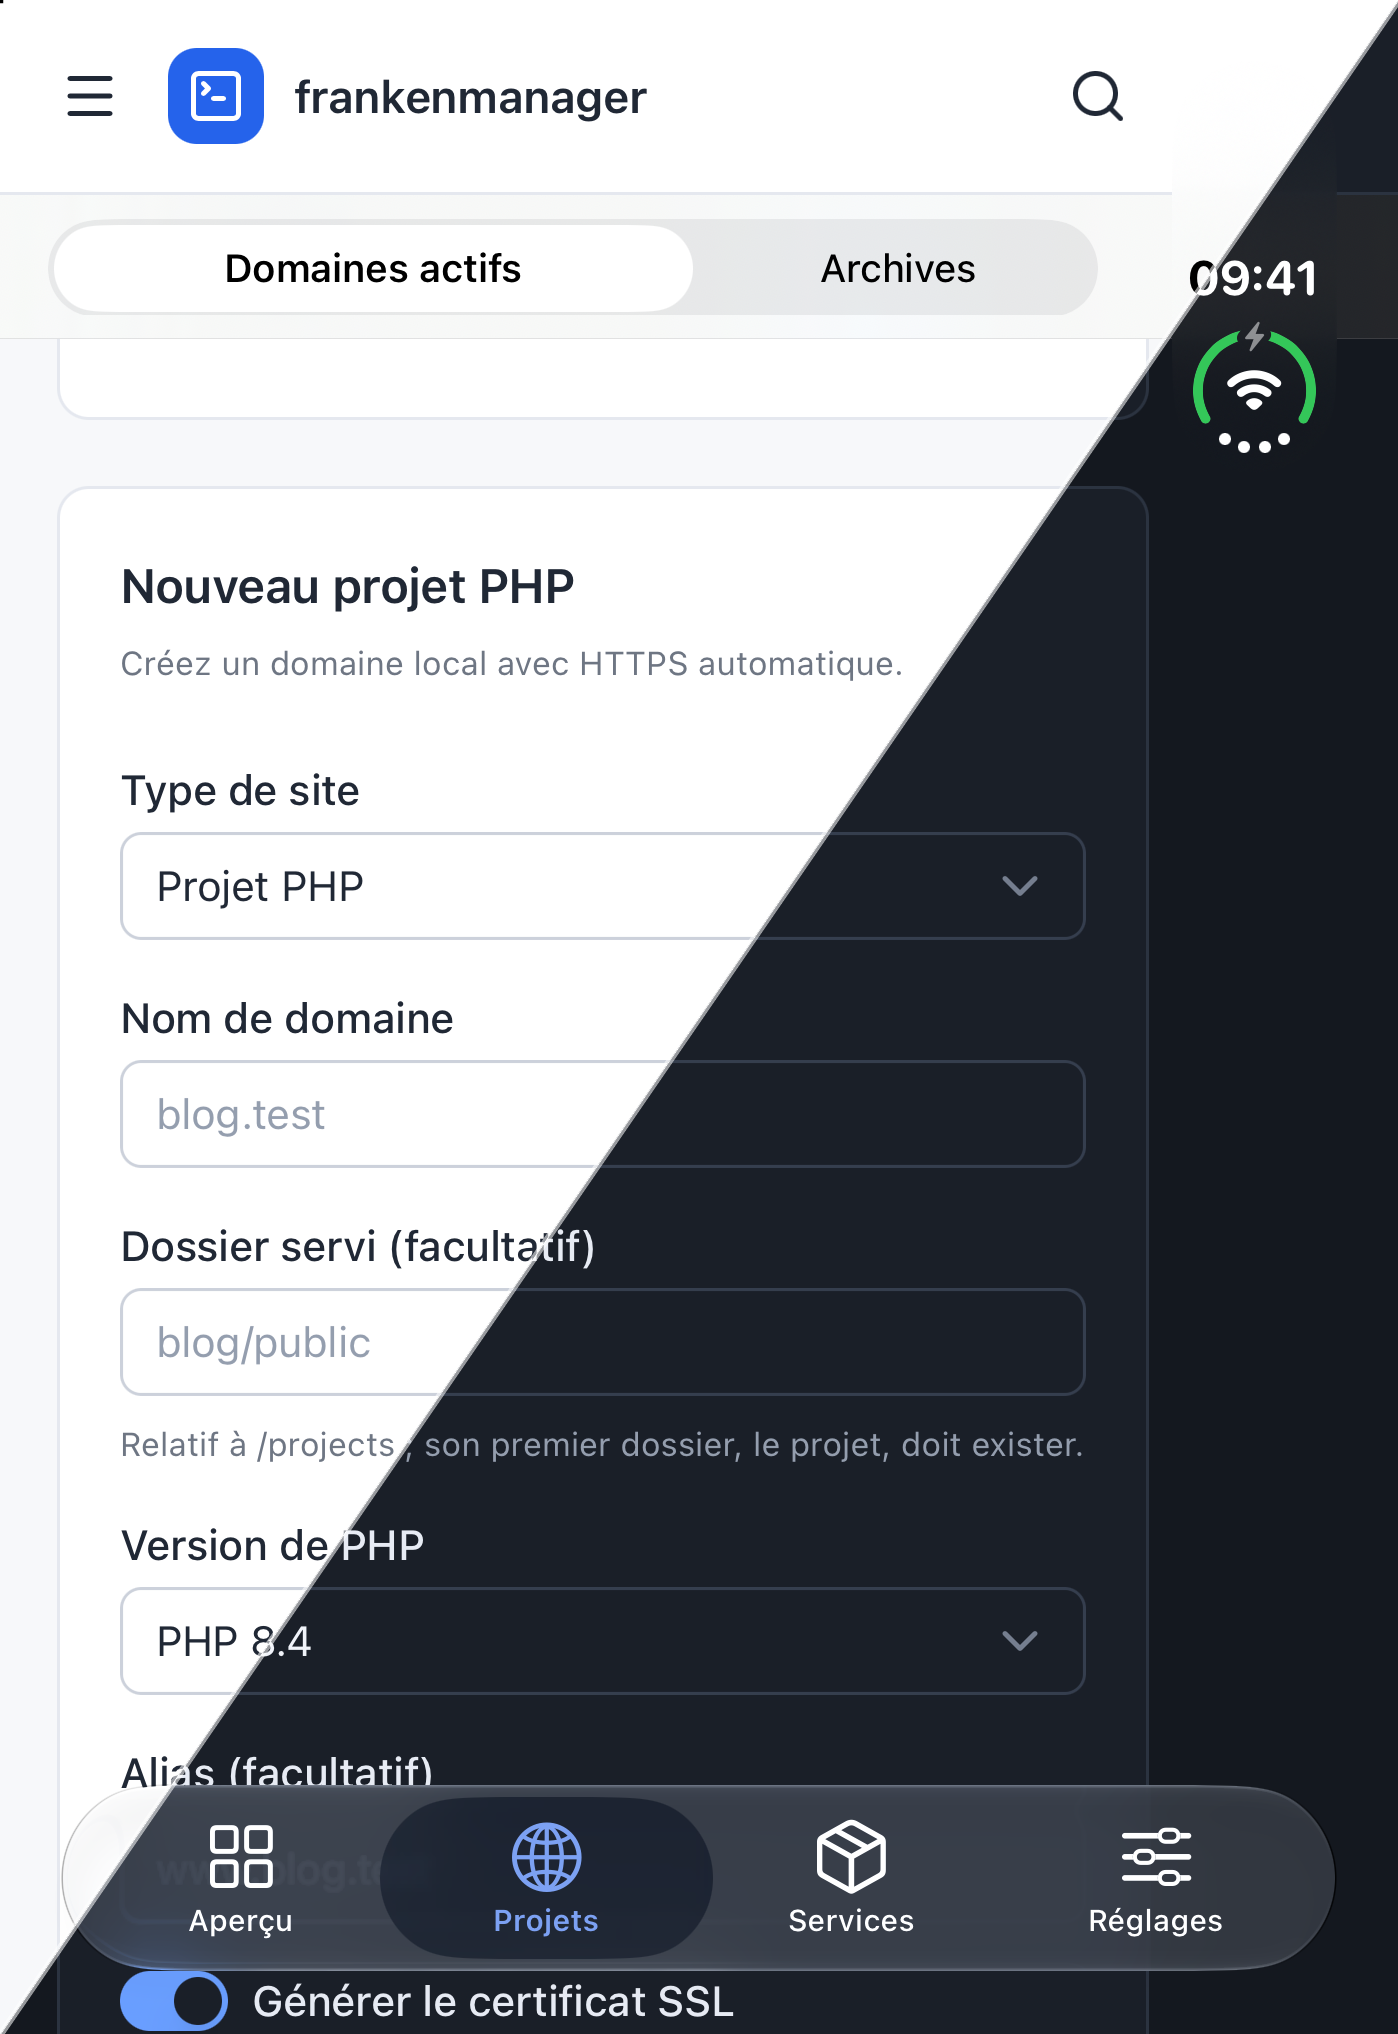 frankenmanager
Domaines actifs
Archives
09:41
Nouveau projet PHP
Créez un domaine local avec HTTPS automatique.
Type de site
Projet PHP
Nom de domaine
blog.test
Dossier servi (facultatif)
blog/public
Relatif à /projects ; son premier dossier, le projet, doit exister.
Version de PHP
PHP 8.4
Alias (facultatif)
Aperçu
Projets
Services
Réglages
Générer le certificat SSL